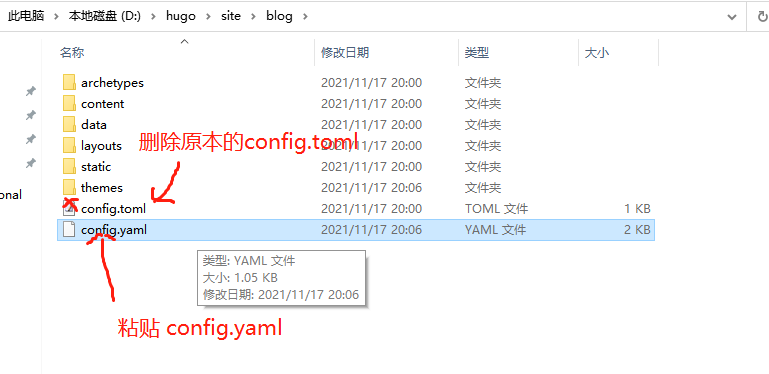 此电脑 > 本地磁盘 (D:) > hugo > site > blog >
名称 修改日期 类型 大小
archetypes 2021/11/17 20:00 文件夹
content 2021/11/17 20:00 文件夹
data 2021/11/17 20:00 文件夹
layouts 2021/11/17 20:00 文件夹
删除原本的config.toml
static 2021/11/17 20:00 文件夹
themes 2021/11/17 20:06 文件夹
onal
config.toml 2021/11/17 20:00 TOML 文件 1 KB
config.yaml 2021/11/17 20:06 YAML 文件 2 KB
类型: YAML 文件
大小: 1.05 KB
修改日期: 2021/11/17 20:06
粘贴 config.yaml